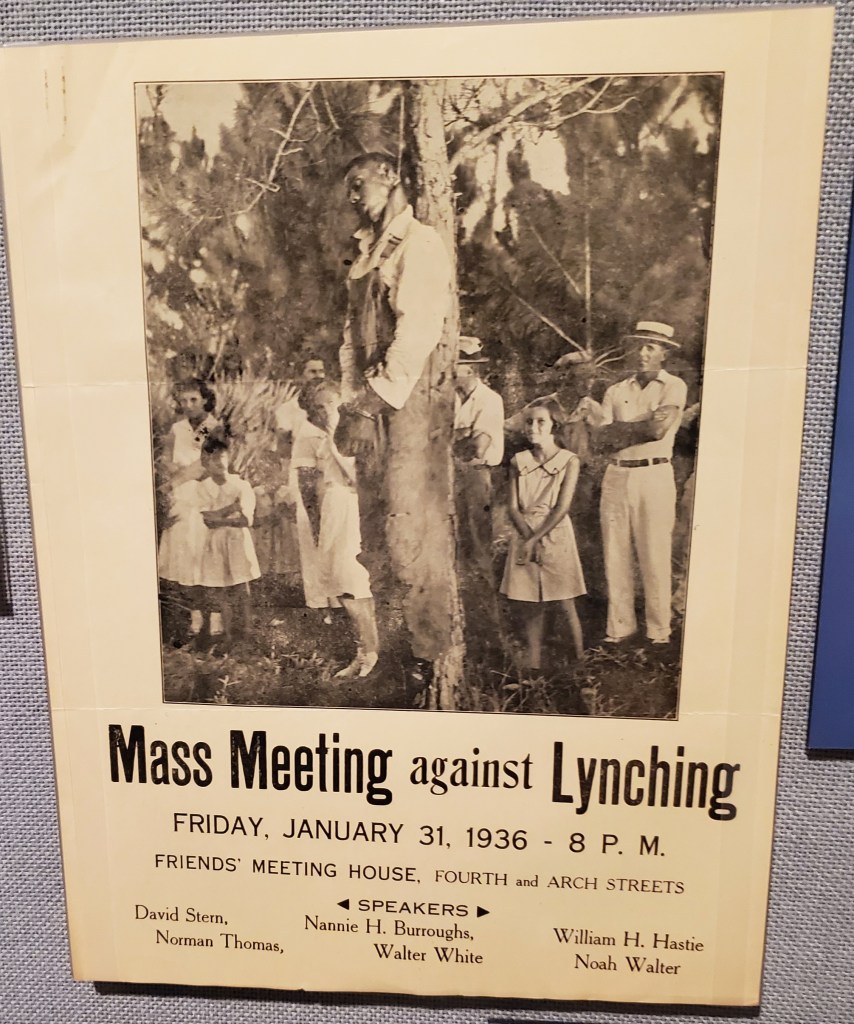 Mass Meeting against Lynching
FRIDAY, JANUARY 31, 1936 - 8 P. M.
FRIENDS' MEETING HOUSE, FOURTH and ARCH STREETS
◄ SPEAKERS ►
David Stern,
Norman Thomas,
Nannie H. Burroughs,
Walter White
William H. Hastie
Noah Walter